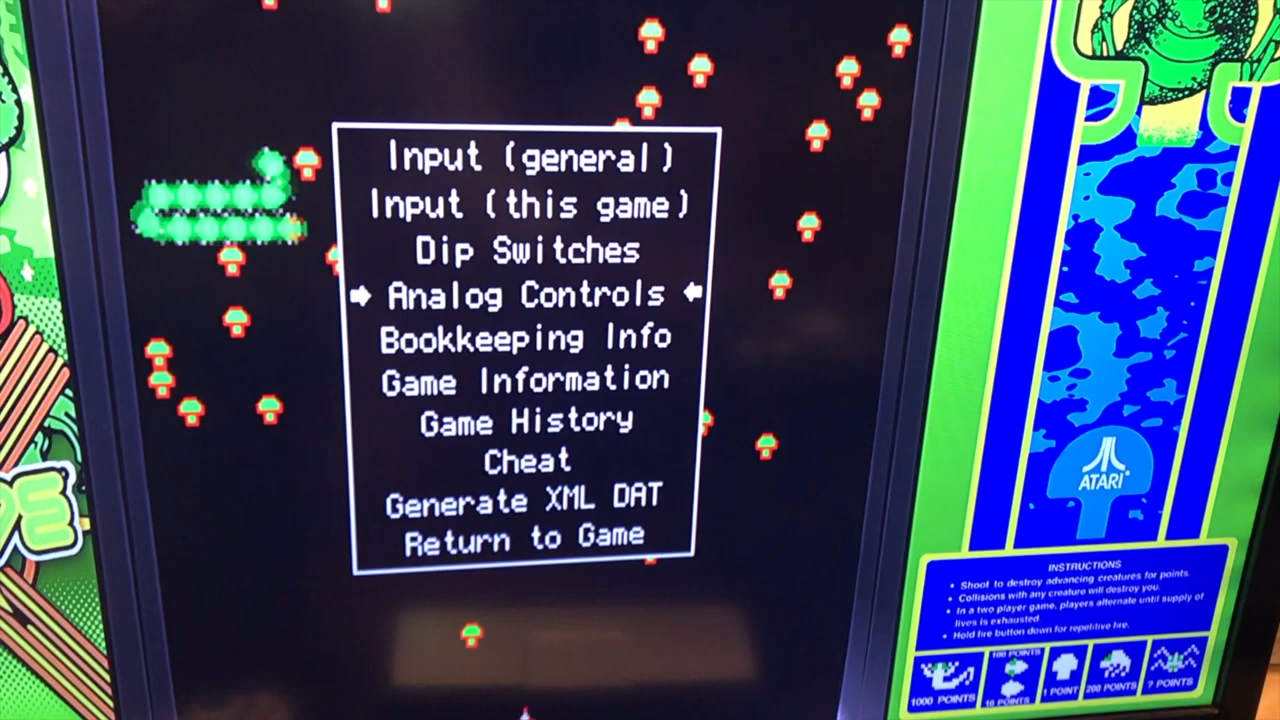 Input (general)
Input (this game)
Dip Switches
Analog Controls
Bookkeeping Info
Game Information
Game History
Cheat
Generate XML DAT
Return to Game
PE
ATARI
INSTRUCTIONS
• Shoot to destroy advancing creatures for points.
• Collisions with any creature will destroy you.
• In a two player game, players alternate until supply of
lives is exhausted.
• Hold fire button down for repetitive fire.
1000 POINTS
100 POINTS
10 POINTS
1 POINT
200 POINTS
? POINTS